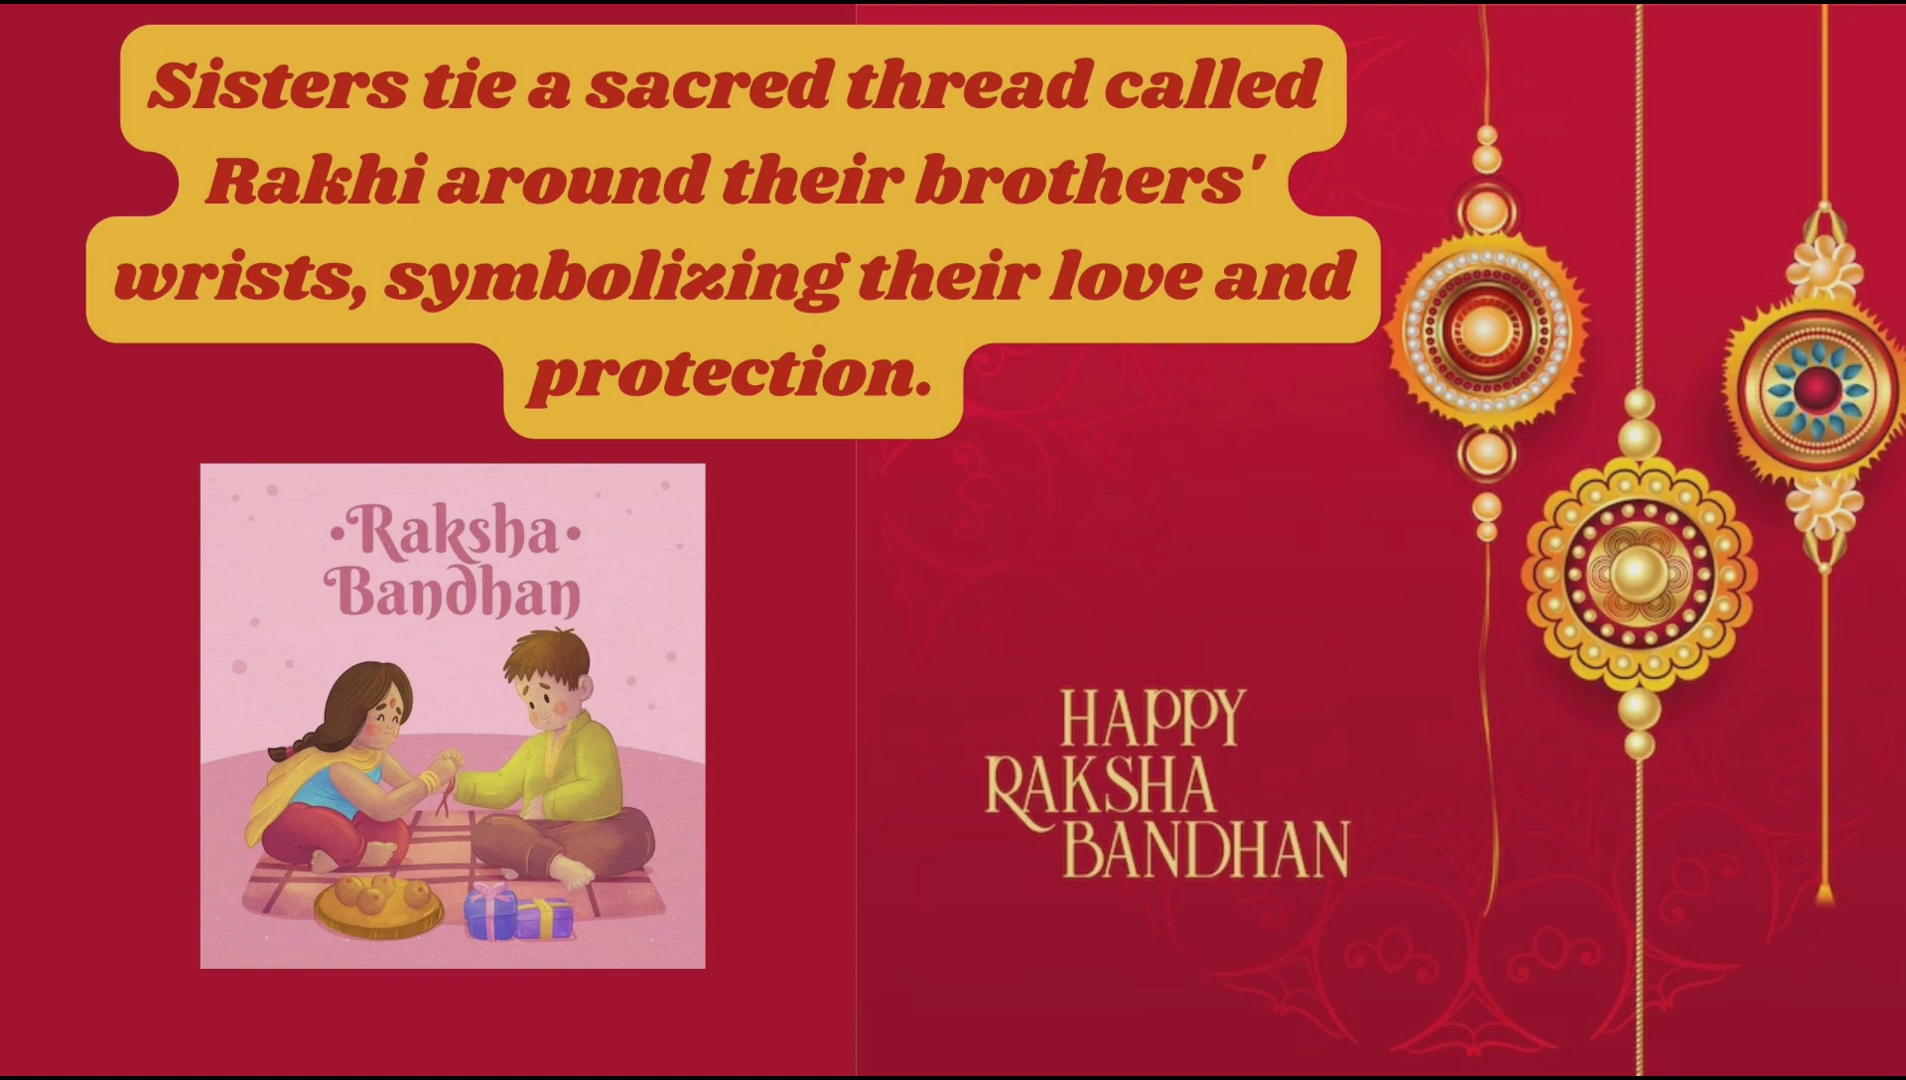 Sisters tie a sacred thread called
Rakhi around their brothers'
wrists, symbolizing their love and
protection.
•Raksha•
Bandhan
HAPPY
RAKSHA
BANDHAN